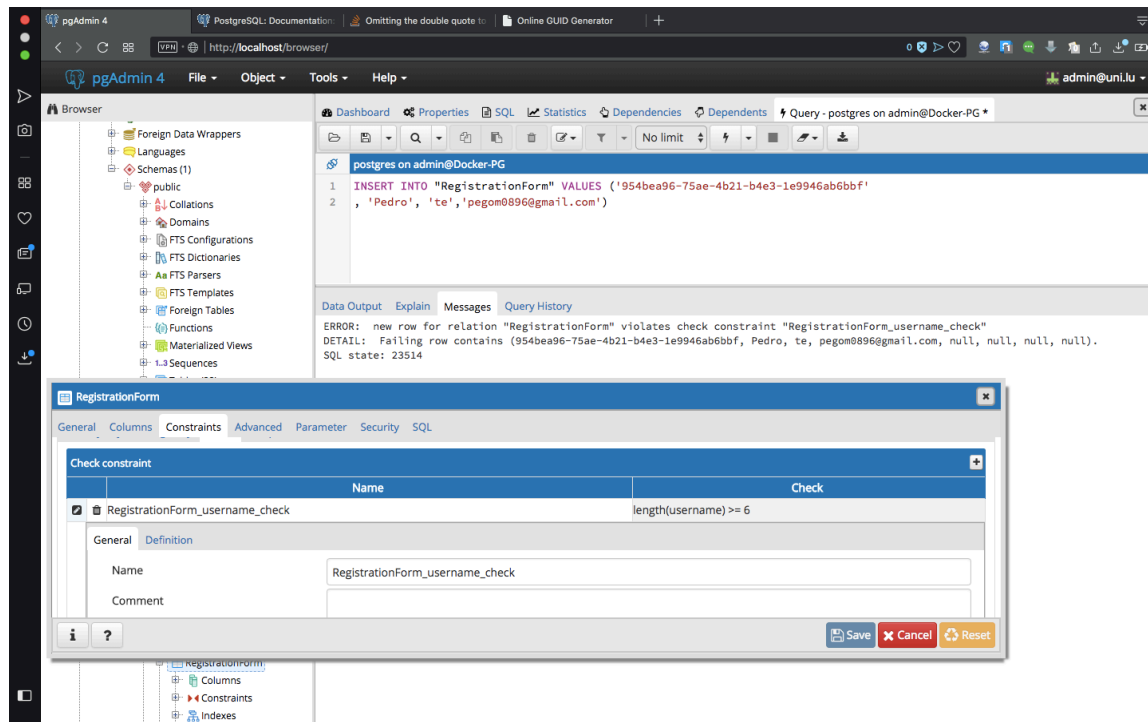 pgAdmin 4
PostgreSQL: Documentation:
Omitting the double quote to
Online GUID Generator
VPN
http://localhost/browser/
0
pgAdmin 4
File
Object
Tools
Help
admin@uni.lu
Browser
Dashboard
Properties
SQL
Statistics
Dependencies
Dependents
Query - postgres on admin@Docker-PG *
Foreign Data Wrappers
Languages
Schemas (1)
public
Collations
Domains
FTS Configurations
FTS Dictionaries
FTS Parsers
FTS Templates
Foreign Tables
Functions
Materialized Views
Sequences
No limit
postgres on admin@Docker-PG
1 INSERT INTO "RegistrationForm" VALUES ('954bea96-75ae-4b21-b4e3-1e9946ab6bbf'
2 , 'Pedro', 'te','pegom0896@gmail.com')
Data Output Explain Messages Query History
ERROR: new row for relation "RegistrationForm" violates check constraint "RegistrationForm_username_check"
DETAIL: Failing row contains (954bea96-75ae-4b21-b4e3-1e9946ab6bbf, Pedro, te, pegom0896@gmail.com, null, null, null, null).
SQL state: 23514
RegistrationForm
General Columns Constraints Advanced Parameter Security SQL
Check constraint
Name Check
RegistrationForm_username_check length(username) >= 6
General Definition
Name RegistrationForm_username_check
Comment
i ? Save Cancel Reset
RegistrationForm
Columns
Constraints
Indexes